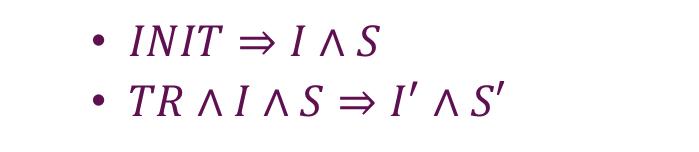 • INIT ⇒ I ∧ S
• TR ∧ I ∧ S ⇒ I′ ∧ S′